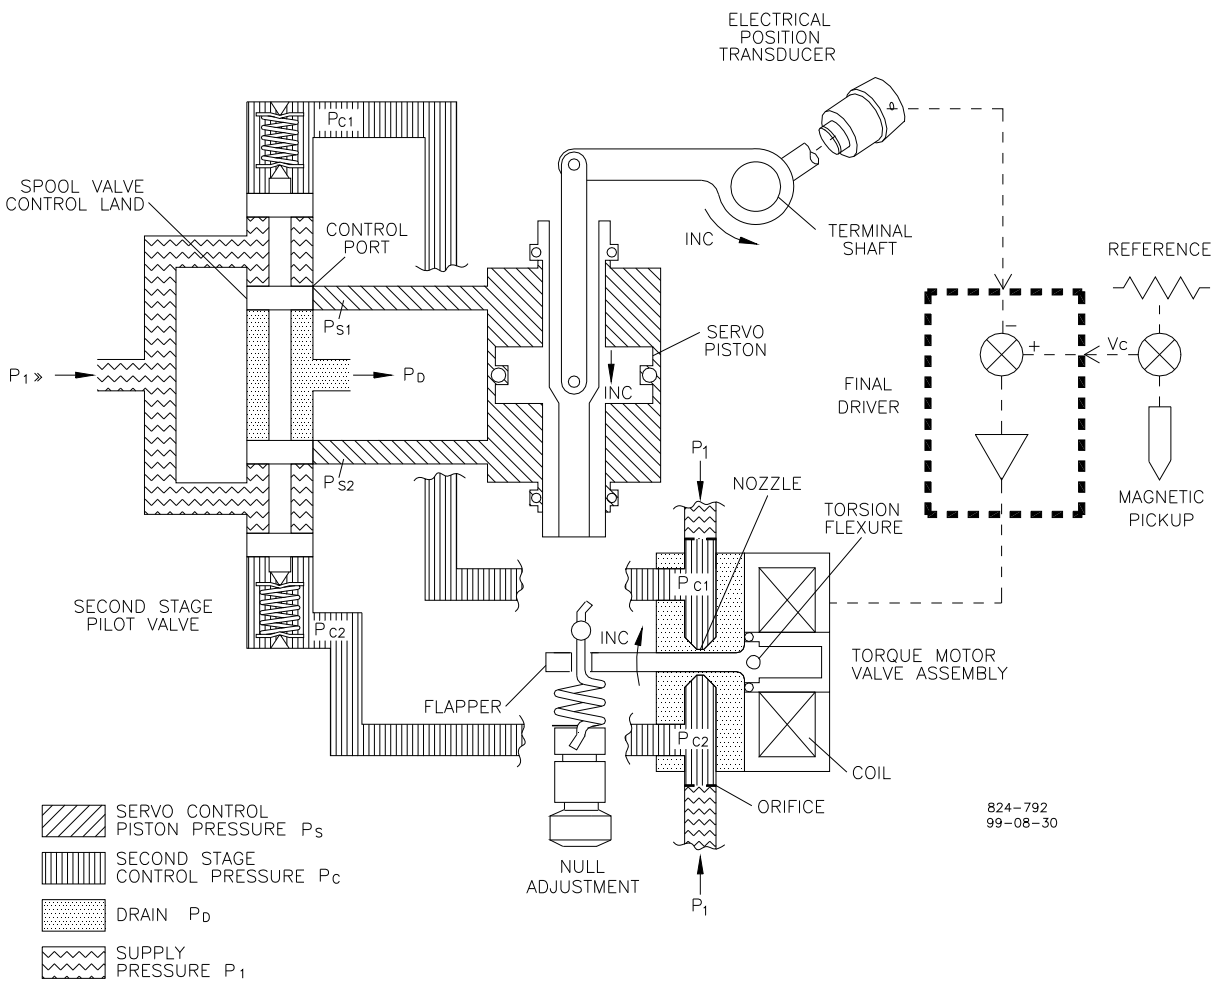 ELECTRICAL
POSITION
TRANSDUCER
PC1
SPOOL VALVE
CONTROL LAND
CONTROL
PORT
INC
TERMINAL
SHAFT
REFERENCE
PS1
SERVO
PISTON
−
+
Vc
P1 »
PD
INC
FINAL
DRIVER
PS2
P1
NOZZLE
TORSION
FLEXURE
MAGNETIC
PICKUP
PC1
SECOND STAGE
PILOT VALVE
PC2
INC
TORQUE MOTOR
VALVE ASSEMBLY
FLAPPER
PC2
COIL
ORIFICE
824-792
99-08-30
SERVO CONTROL
PISTON PRESSURE PS
SECOND STAGE
CONTROL PRESSURE PC
NULL
ADJUSTMENT
P1
DRAIN PD
SUPPLY
PRESSURE P1